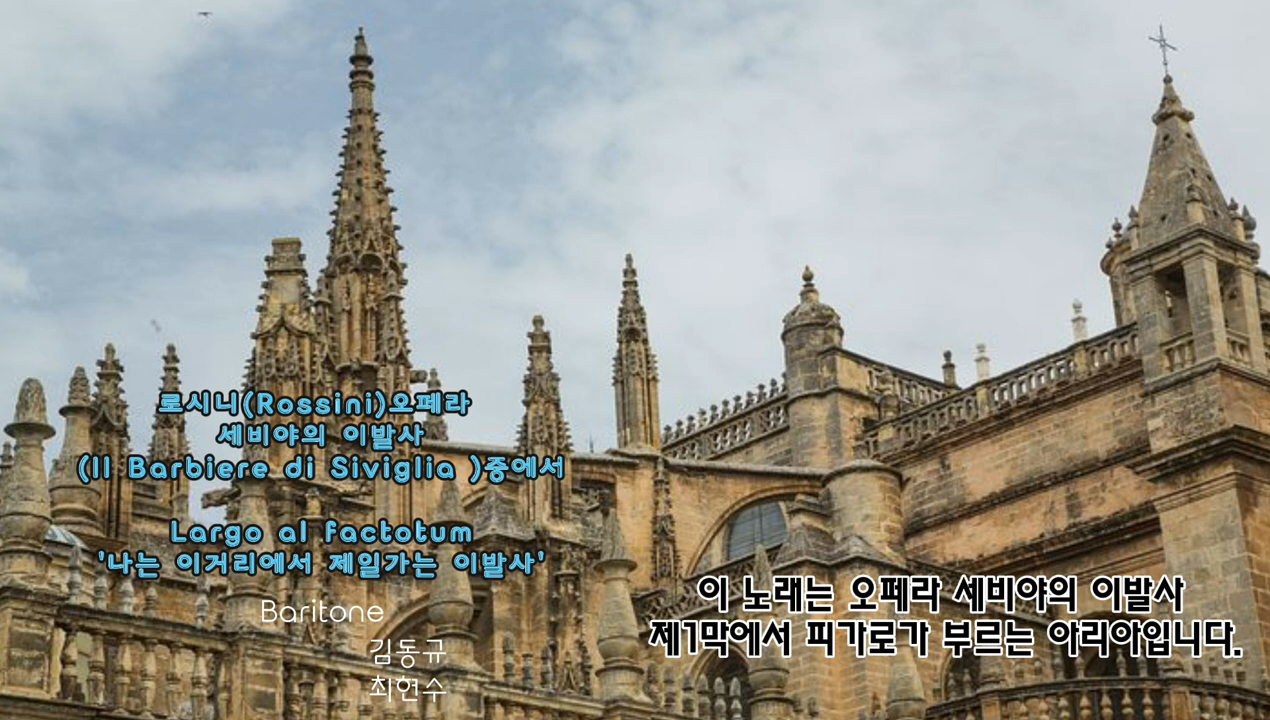 로시니(Rossini)오페라
세비야의 이발사
(Il Barbiere di Siviglia )중에서
Largo al factotum
'나는 이거리에서 제일가는 이발사'
Baritone
김동규
최현수
이 노래는 오페라 세비야의 이발사
제1막에서 피가로가 부르는 아리아입니다.